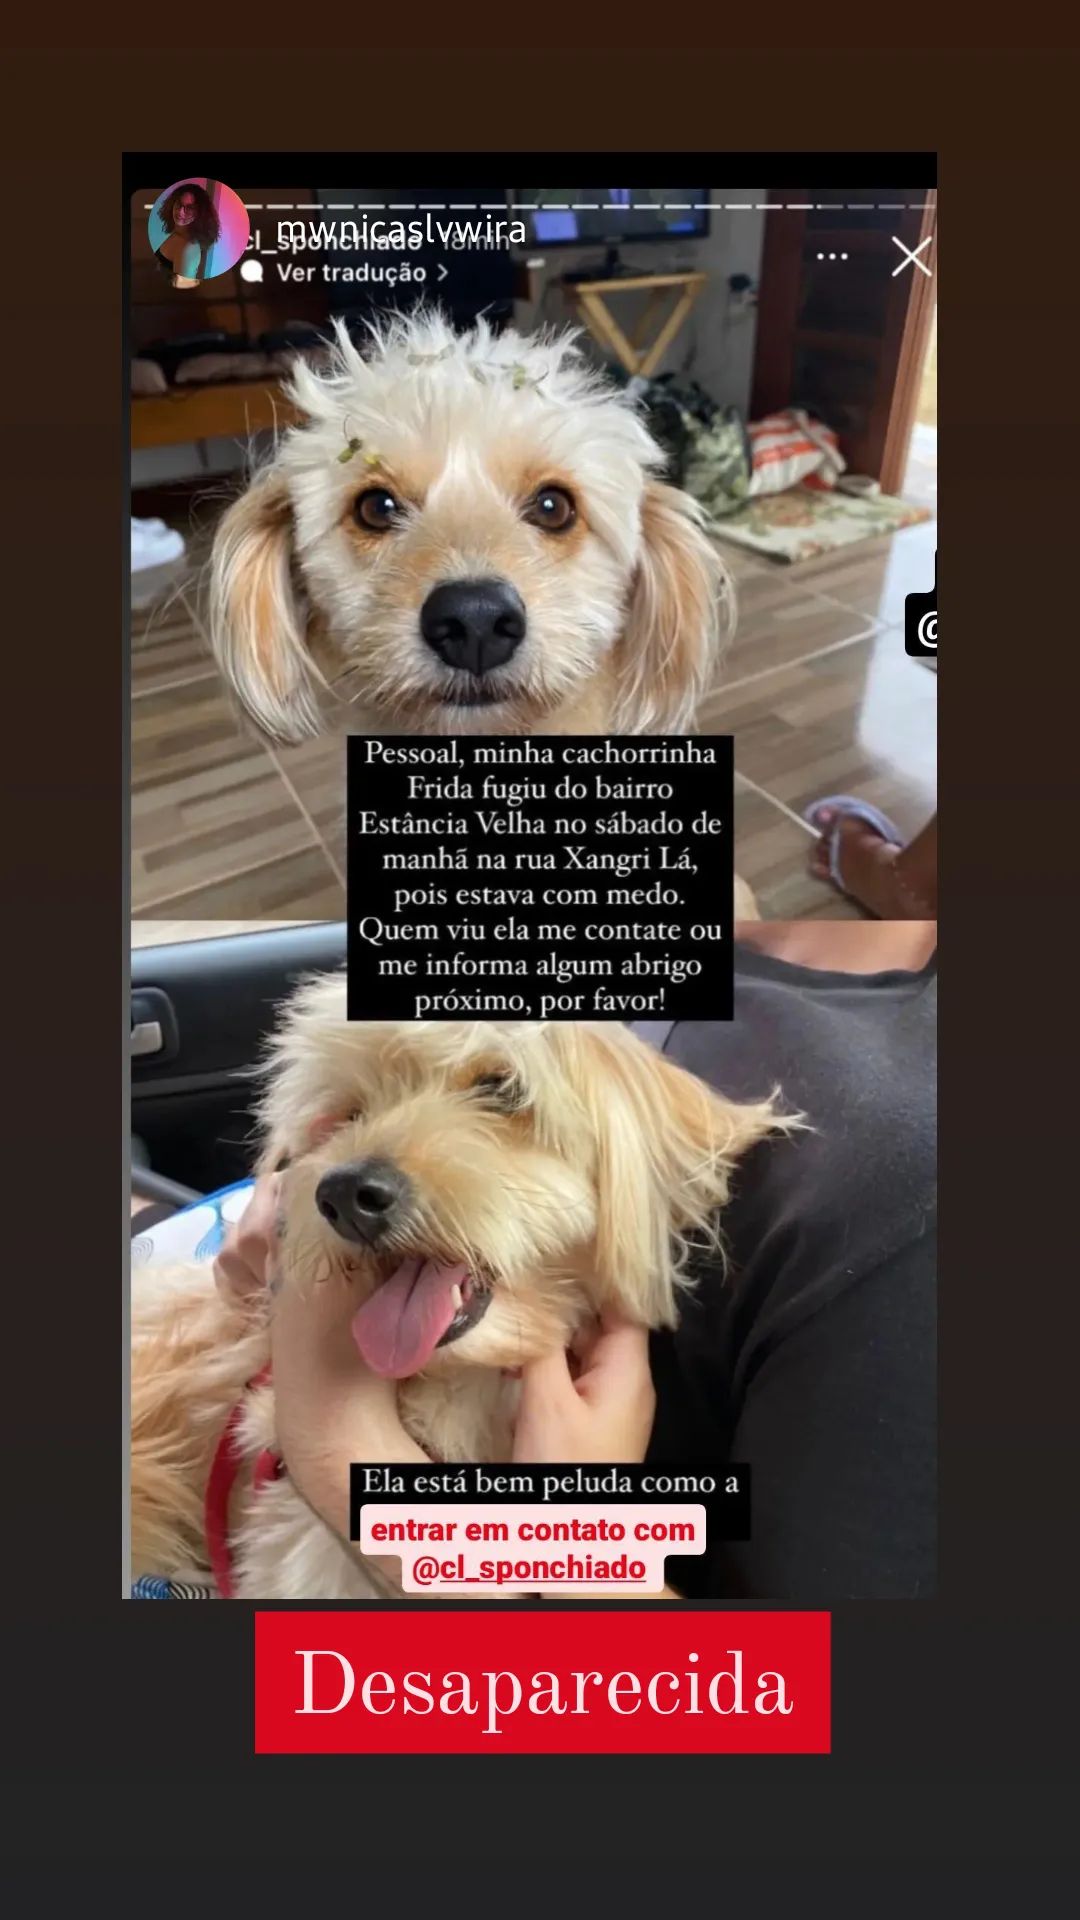 mwnicaslvwira
cl_sponchiado 18min
Ver tradução >
@
Pessoal, minha cachorrinha
Frida fugiu do bairro
Estância Velha no sábado de
manhã na rua Xangri Lá,
pois estava com medo.
Quem viu ela me contate ou
me informa algum abrigo
próximo, por favor!
Ela está bem peluda como a
entrar em contato com
@cl_sponchiado
Desaparecida